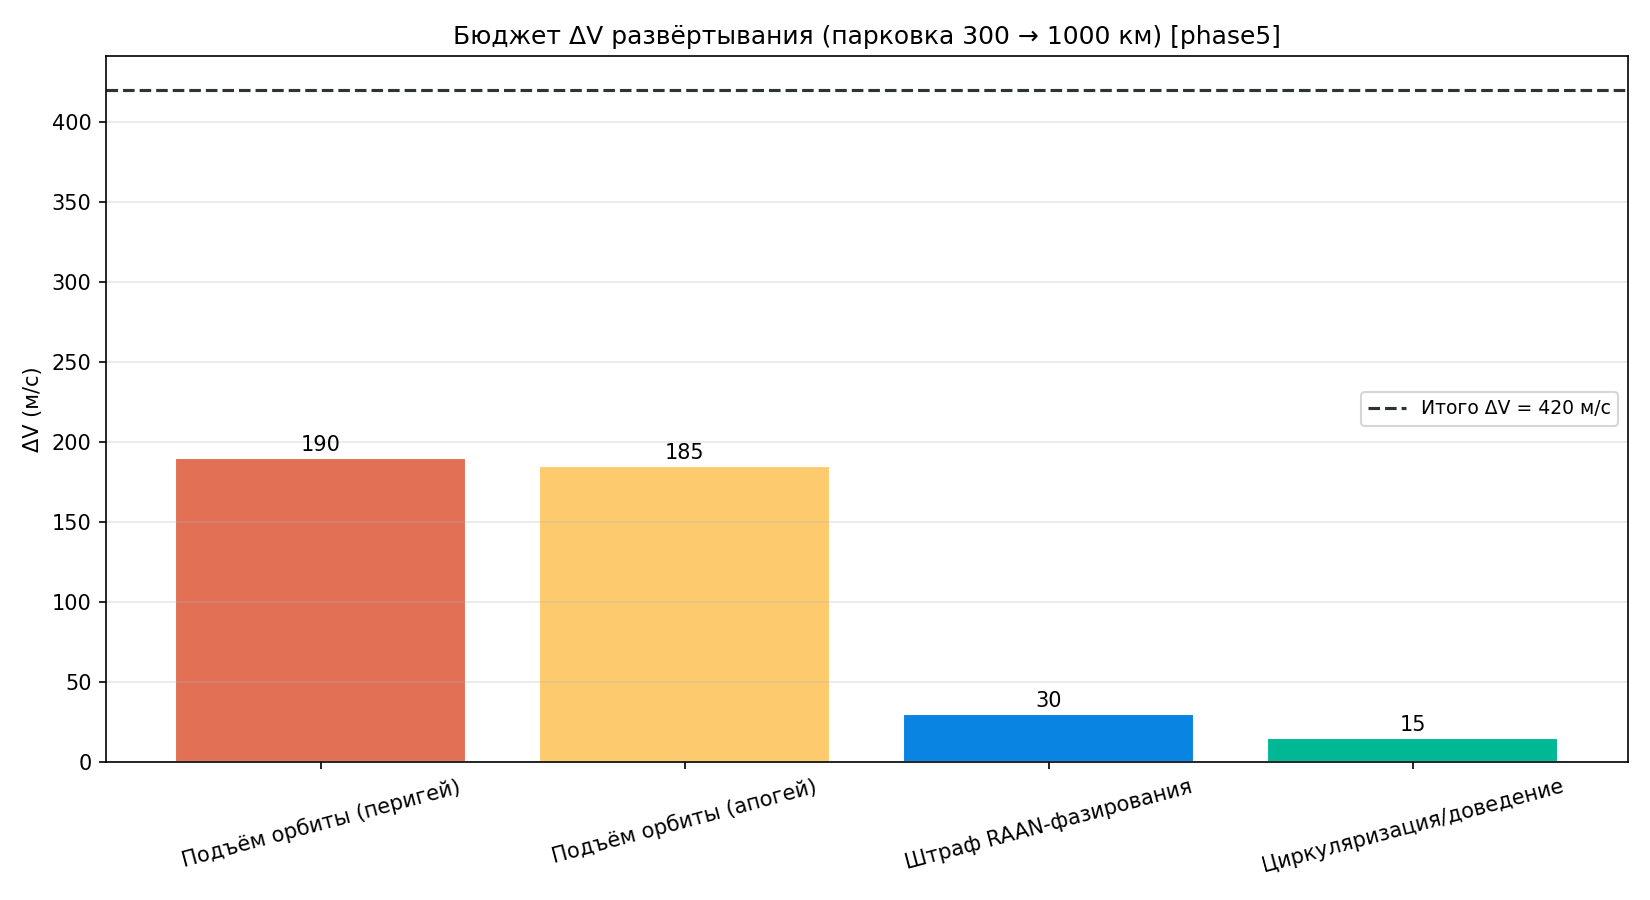 Бюджет ΔV развёртывания (парковка 300 → 1000 км) [phase5]
ΔV (м/с)
400
350
300
250
200
150
100
50
0
Итого ΔV = 420 м/с
190
185
30
15
Подъём орбиты (перигей)
Подъём орбиты (апогей)
Штраф RAAN-фазирования
Циркуляризация/доведение